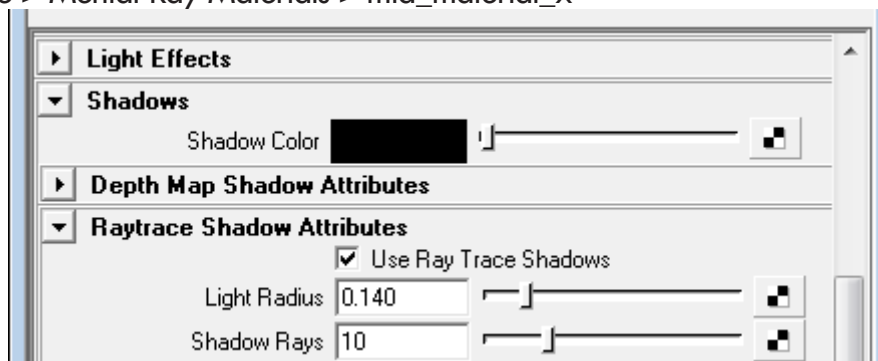 Mental Ray Materials > mia_material_x
Light Effects
Shadows
Shadow Color
Depth Map Shadow Attributes
Raytrace Shadow Attributes
Use Ray Trace Shadows
Light Radius 0.140
Shadow Rays 10